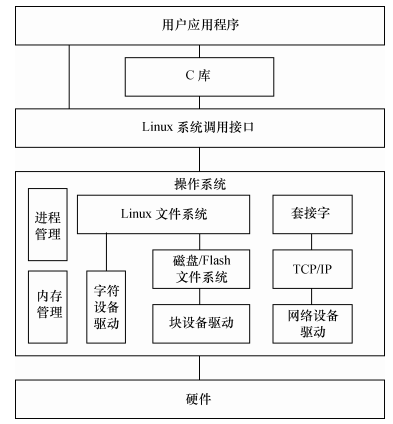 用户应用程序
C 库
Linux 系统调用接口
操作系统
进程
管理
Linux 文件系统
套接字
磁盘/Flash
文件系统
TCP/IP
内存
管理
字符
设备
驱动
块设备驱动
网络设备
驱动
硬件